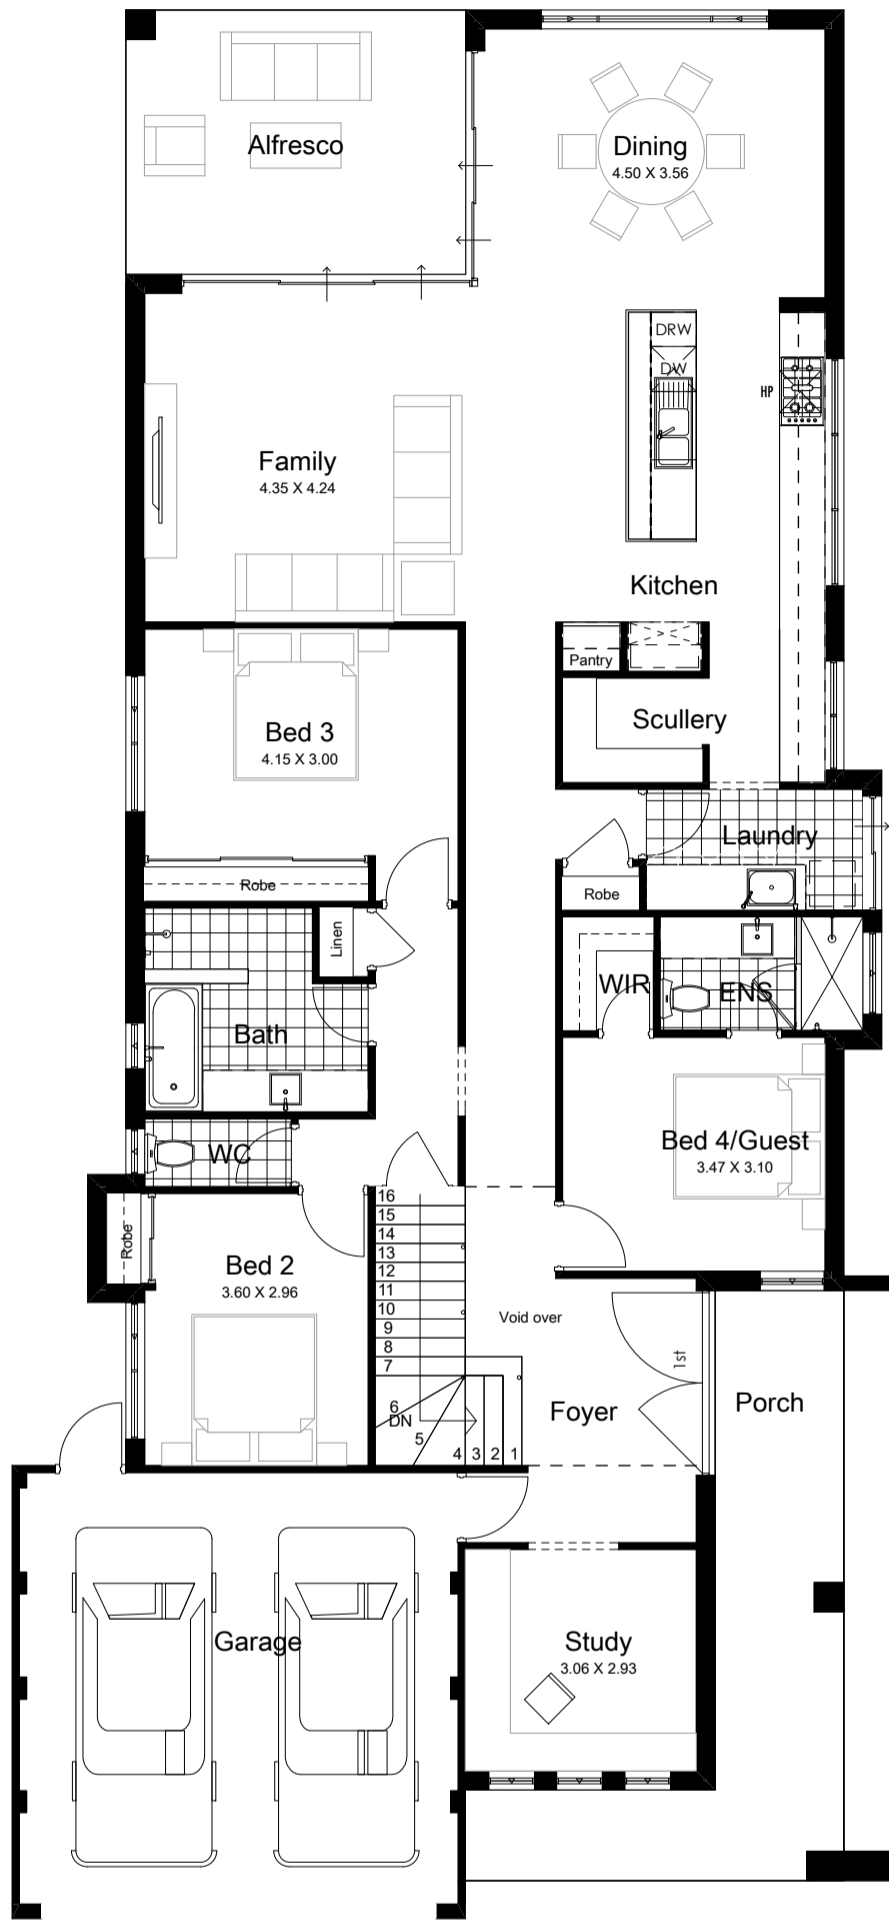 Alfresco
Dining
4.50 X 3.56
DRW
DW
HP
Family
4.35 X 4.24
Kitchen
Pantry
Scullery
Bed 3
4.15 X 3.00
Laundry
Robe
Robe
Linen
WIR
ENS
Bath
WC
Bed 4/Guest
3.47 X 3.10
Robe
Bed 2
3.60 X 2.96
16
15
14
13
12
11
10
9
8
7
6
DN
5
4
3
2
1
Void over
1st
Foyer
Porch
Garage
Study
3.06 X 2.93